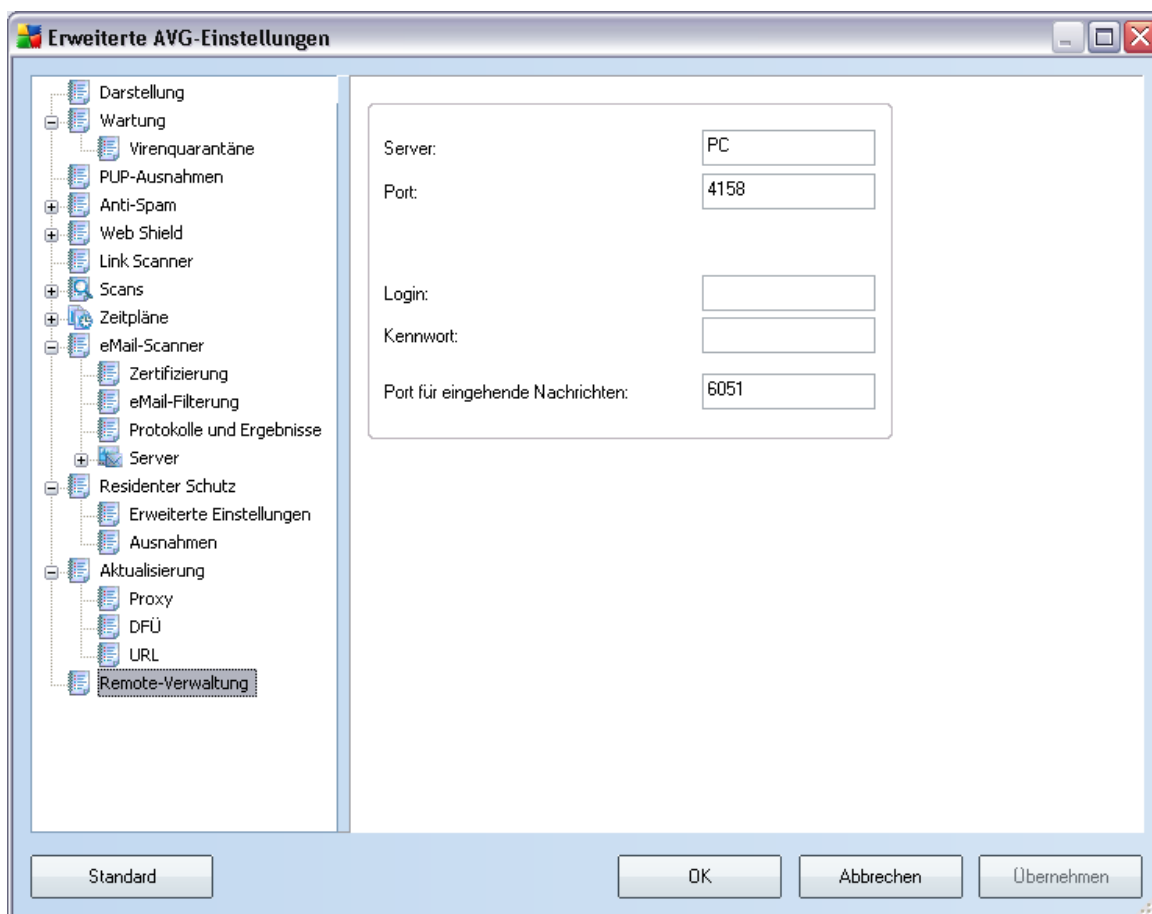 Erweiterte AVG-Einstellungen
Darstellung
Wartung
Virenquarantäne
PUP-Ausnahmen
Anti-Spam
Web Shield
Link Scanner
Scans
Zeitpläne
eMail-Scanner
Zertifizierung
eMail-Filterung
Protokolle und Ergebnisse
Server
Residenter Schutz
Erweiterte Einstellungen
Ausnahmen
Aktualisierung
Proxy
DFÜ
URL
Remote-Verwaltung
Server: PC
Port: 4158
Login:
Kennwort:
Port für eingehende Nachrichten: 6051
Standard
OK
Abbrechen
Übernehmen